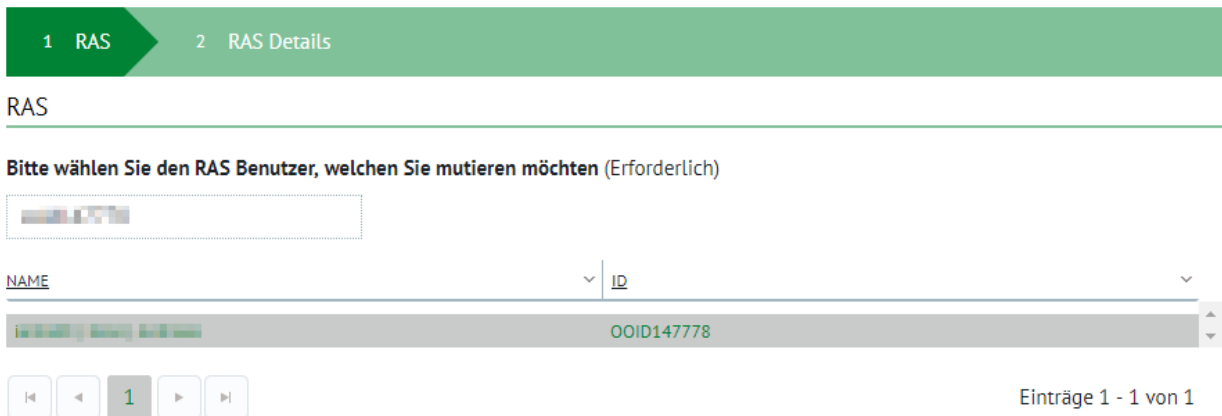 1 RAS 2 RAS Details
RAS
Bitte wählen Sie den RAS Benutzer, welchen Sie mutieren möchten (Erforderlich)
NAME ID
OOID147778
1 Einträge 1 - 1 von 1